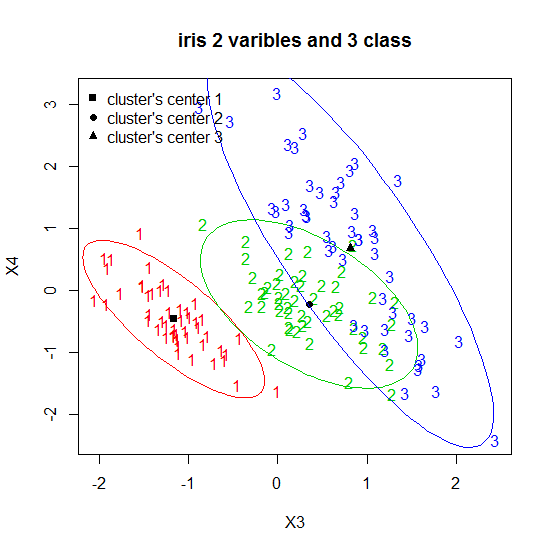 iris 2 varibles and 3 class
cluster's center 1
cluster's center 2
cluster's center 3
X4
3
2
1
0
-1
-2
-2
-1
0
1
2
X3